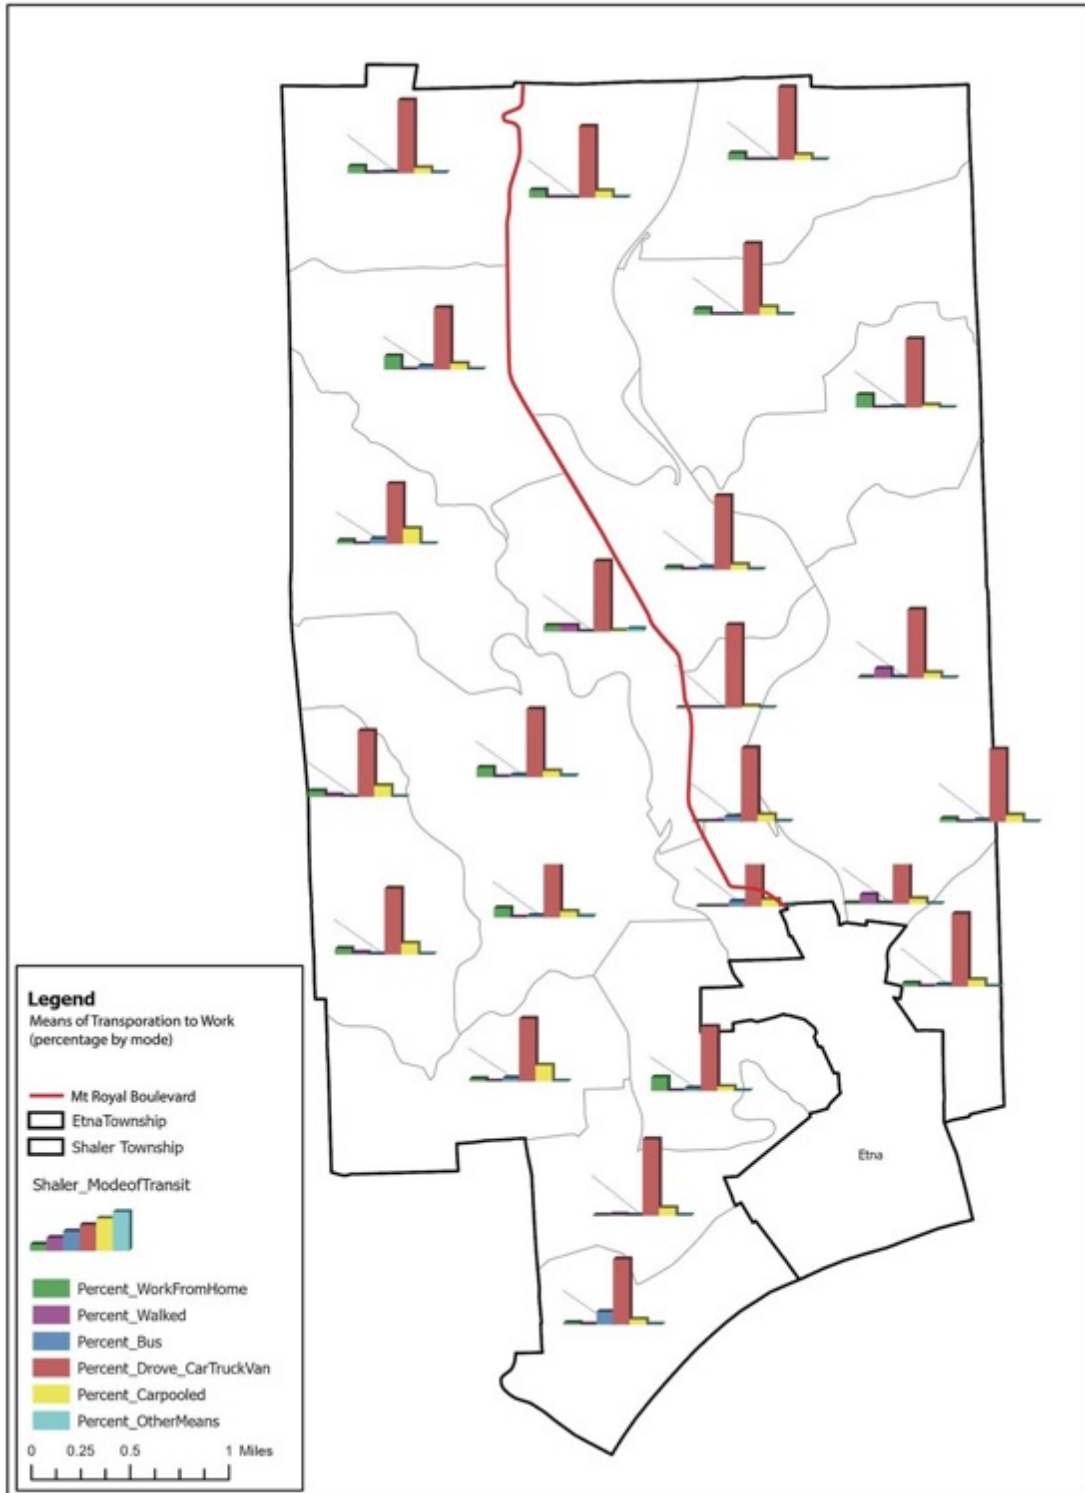 Etna
Legend
Means of Transporation to Work
(percentage by mode)
Mt Royal Boulevard
EtnaTownship
Shaler Township
Shaler_ModeofTransit
Percent_WorkFromHome
Percent_Walked
Percent_Bus
Percent_Drove_CarTruckVan
Percent_Carpooled
Percent_OtherMeans
0 0.25 0.5 1 Miles